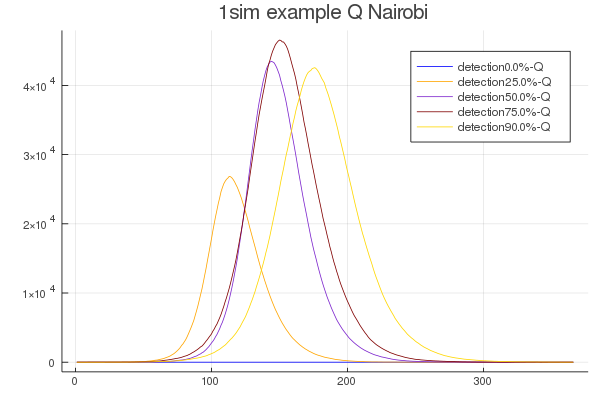 1sim example Q Nairobi
detection0.0%-Q
detection25.0%-Q
detection50.0%-Q
detection75.0%-Q
detection90.0%-Q
4×10⁴
3×10⁴
2×10⁴
1×10⁴
0
0 100 200 300